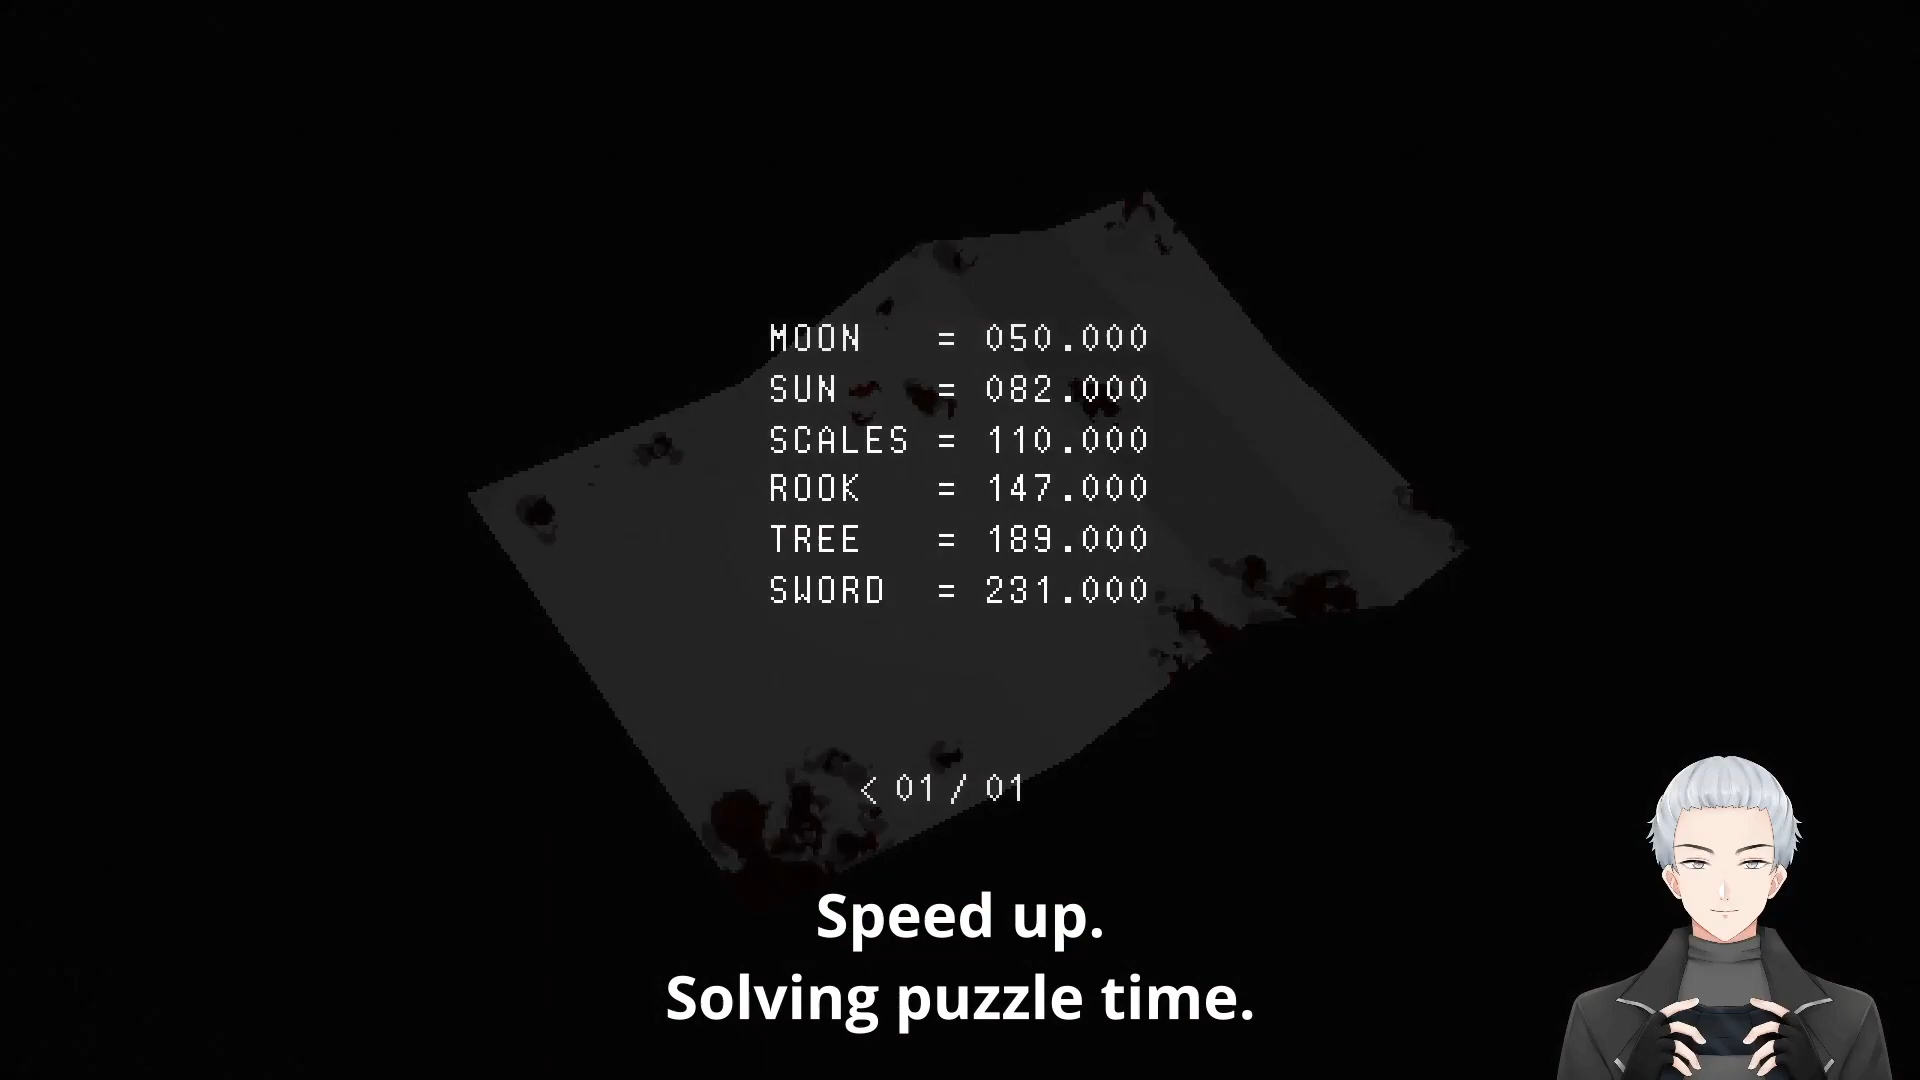 MOON = 050.000
SUN = 082.000
SCALES = 110.000
ROOK = 147.000
TREE = 189.000
SWORD = 231.000
< 01 / 01
Speed up.
Solving puzzle time.